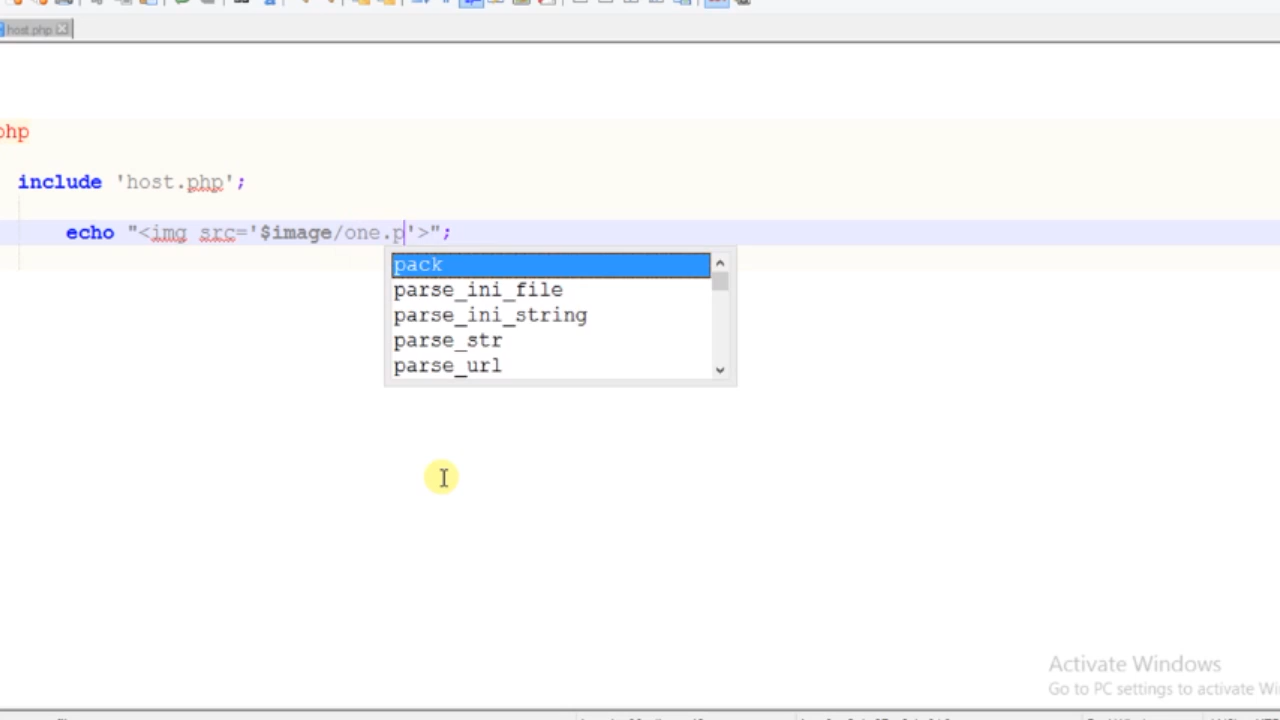 host.php
php
include 'host.php';
echo "<img src='$image/one.p'>";
pack
parse_ini_file
parse_ini_string
parse_str
parse_url
Activate Windows
Go to PC settings to activate Wi